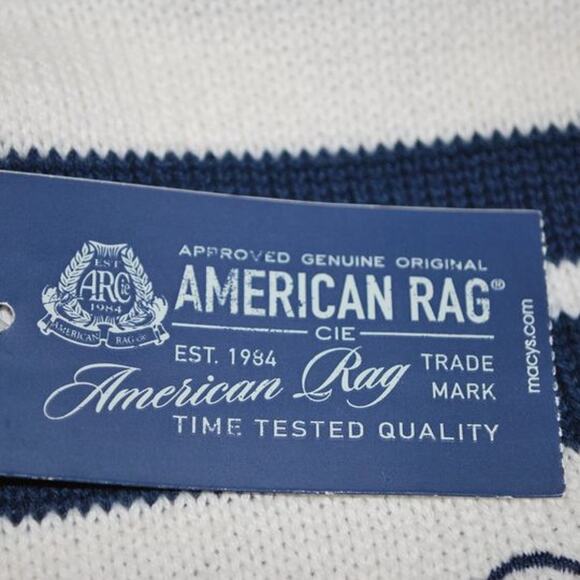 EST
ARC
CIE
1984
AMERICAN RAG CIE
APPROVED GENUINE ORIGINAL
AMERICAN RAG®
CIE
EST. 1984
American Rag
TRADE
MARK
TIME TESTED QUALITY
macys.com